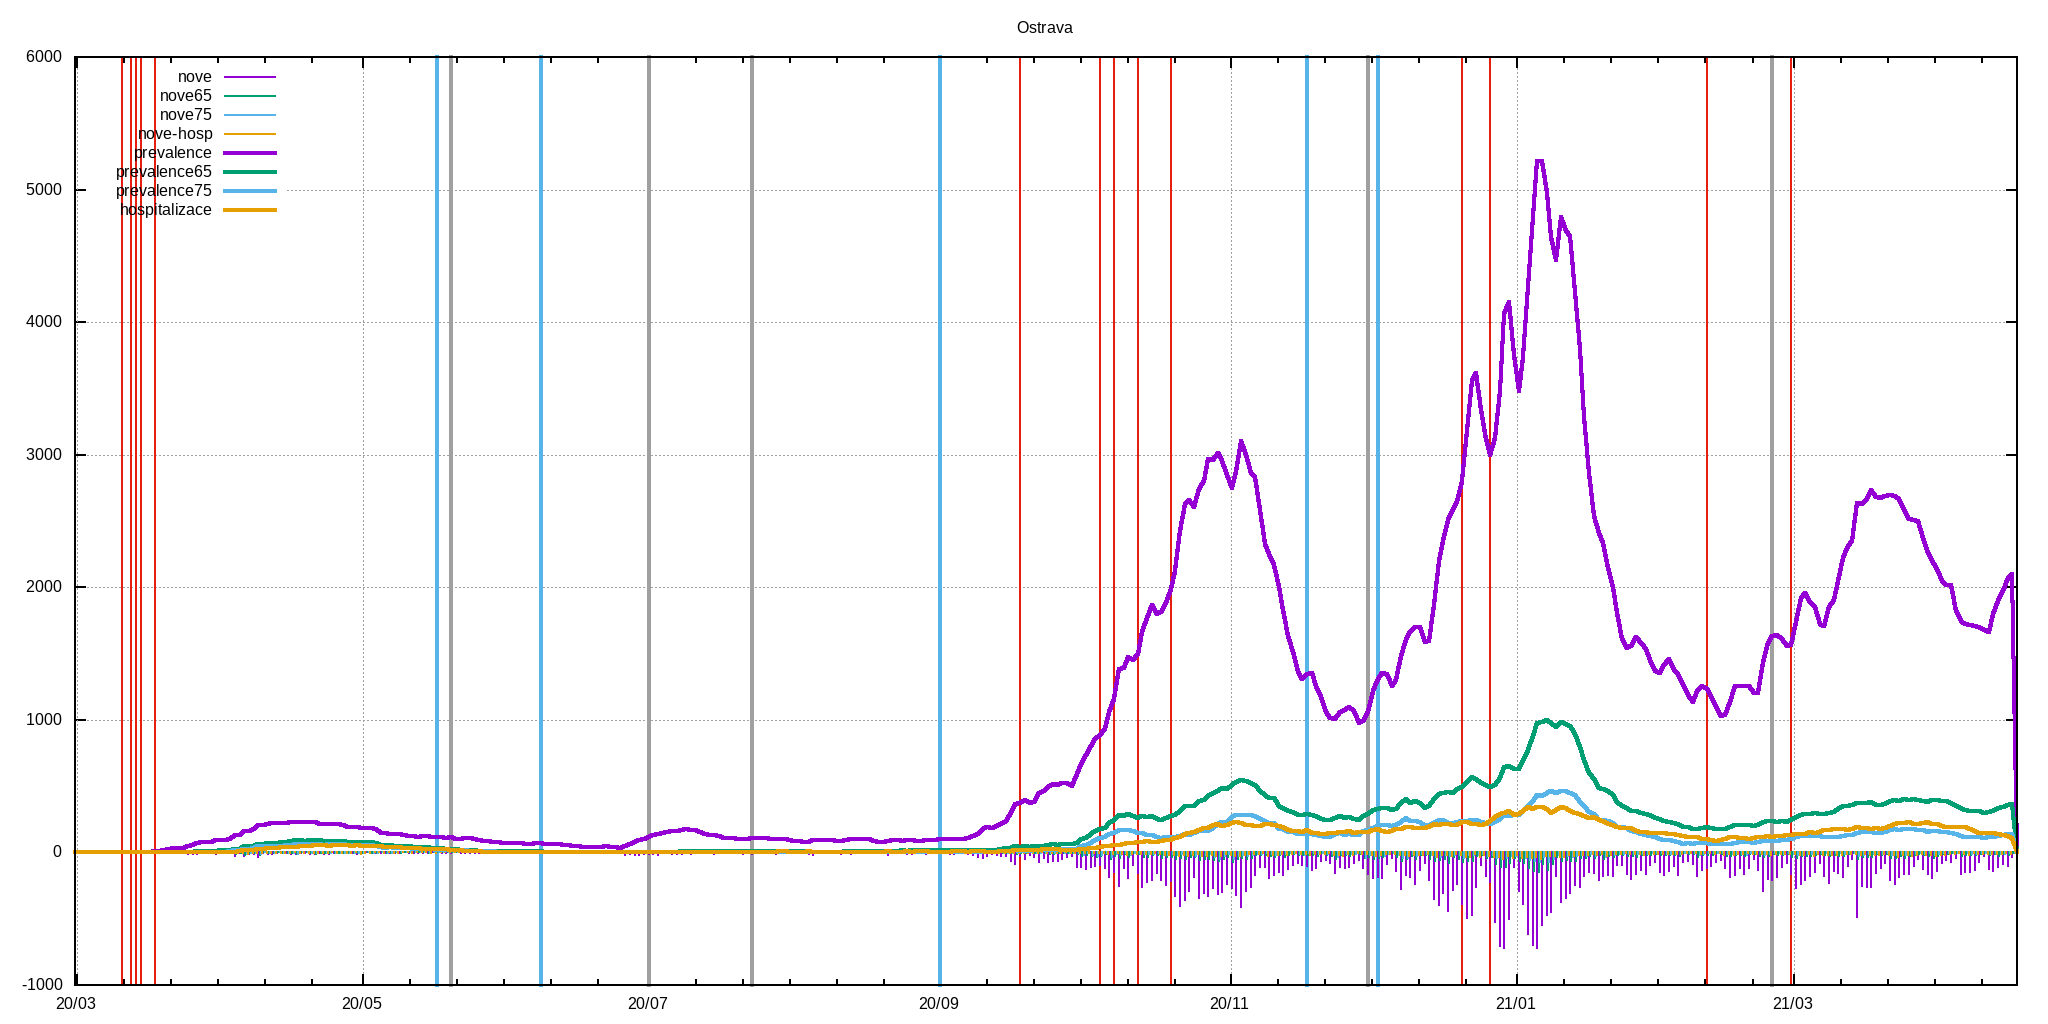 Ostrava
6000
5000
4000
3000
2000
1000
0
-1000
nove
nove65
nove75
nove-hosp
prevalence
prevalence65
prevalence75
hospitalizace
20/03
20/05
20/07
20/09
20/11
21/01
21/03